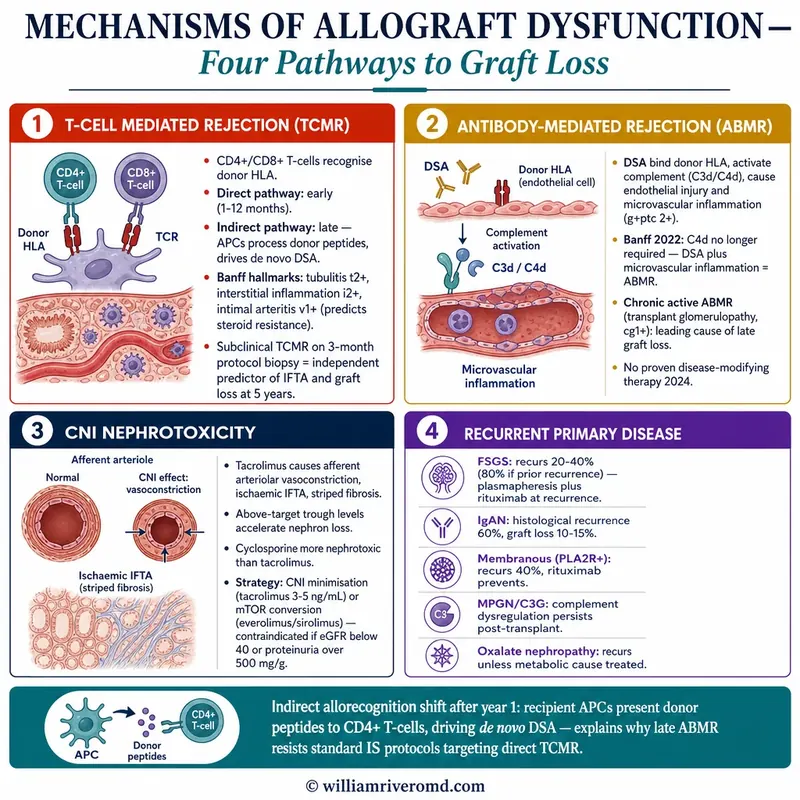 MECHANISMS OF ALLOGRAFT DYSFUNCTION—
Four Pathways to Graft Loss
1 T-CELL MEDIATED REJECTION (TCMR)
CD4+
T-cell
CD8+
T-cell
Donor
HLA
TCR
• CD4+/CD8+ T-cells recognise
donor HLA.
• Direct pathway: early
(1-12 months).
• Indirect pathway: late —
APCs process donor peptides,
drives de novo DSA.
• Banff hallmarks: tubulitis t2+,
interstitial inflammation i2+,
intimal arteritis v1+ (predicts
steroid resistance).
• Subclinical TCMR on 3-month
protocol biopsy = independent
predictor of IFTA and graft
loss at 5 years.
2 ANTIBODY-MEDIATED REJECTION (ABMR)
DSA
Donor HLA
(endothelial cell)
Complement
activation
C3d / C4d
Microvascular
inflammation
• DSA bind donor HLA, activate
complement (C3d/C4d), cause
endothelial injury and
microvascular inflammation
(g+ptc 2+).
• Banff 2022: C4d no longer
required — DSA plus
microvascular inflammation =
ABMR.
• Chronic active ABMR
(transplant glomerulopathy,
cg1+): leading cause of late
graft loss.
• No proven disease-modifying
therapy 2024.
3 CNI NEPHROTOXICITY
Afferent arteriole
Normal
CNI effect:
vasoconstriction
Ischaemic IFTA
(striped fibrosis)
• Tacrolimus causes afferent
arteriolar vasoconstriction,
ischaemic IFTA, striped fibrosis.
• Above-target trough levels
accelerate nephron loss.
• Cyclosporine more nephrotoxic
than tacrolimus.
• Strategy: CNI minimisation
(tacrolimus 3-5 ng/mL) or
mTOR conversion
(everolimus/sirolimus) —
contraindicated if eGFR below
40 or proteinuria over
500 mg/g.
4 RECURRENT PRIMARY DISEASE
FSGS: recurs 20-40%
(80% if prior recurrence) —
plasmapheresis plus
rituximab at recurrence.
IgAN: histological recurrence
60%, graft loss 10-15%.
Membranous (PLA2R+):
recurs 40%, rituximab
prevents.
C3
MPGN/C3G: complement
dysregulation persists
post-transplant.
Oxalate nephropathy: recurs
unless metabolic cause treated.
APC
Donor
peptides
CD4+
T-cell
Indirect allorecognition shift after year 1: recipient APCs present donor
peptides to CD4+ T-cells, driving de novo DSA — explains why late ABMR
resists standard IS protocols targeting direct TCMR.
© williamriveromd.com